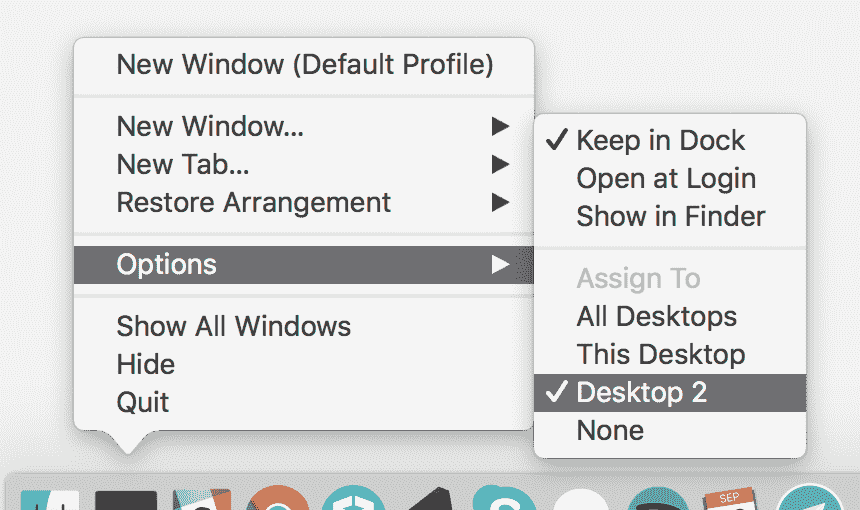 New Window (Default Profile)
New Window...
New Tab...
Restore Arrangement
Options
Show All Windows
Hide
Quit
✓ Keep in Dock
Open at Login
Show in Finder
Assign To
All Desktops
This Desktop
✓ Desktop 2
None
SEP